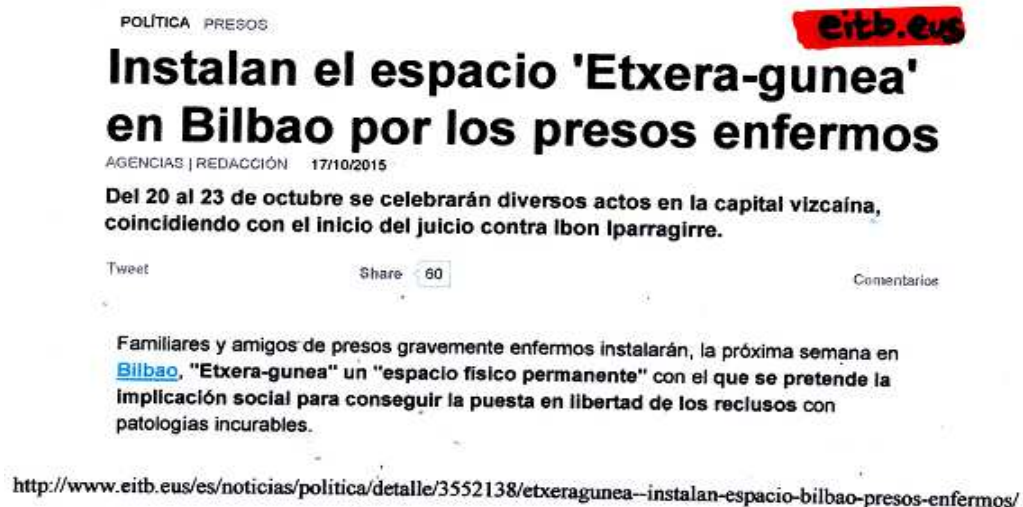 POLÍTICA PRESOS
eitb.eus
Instalan el espacio 'Etxera-gunea'
en Bilbao por los presos enfermos
AGENCIAS | REDACCIÓN 17/10/2015
Del 20 al 23 de octubre se celebrarán diversos actos en la capital vizcaína,
coincidiendo con el inicio del juicio contra Ibon Iparragirre.
Tweet Share 60 Comentarios
Familiares y amigos de presos gravemente enfermos instalarán, la próxima semana en
Bilbao, "Etxera-gunea" un "espacio físico permanente" con el que se pretende la
implicación social para conseguir la puesta en libertad de los reclusos con
patologías incurables.
http://www.eitb.eus/es/noticias/politica/detalle/3552138/etxeragunea--instalan-espacio-bilbao-presos-enfermos/